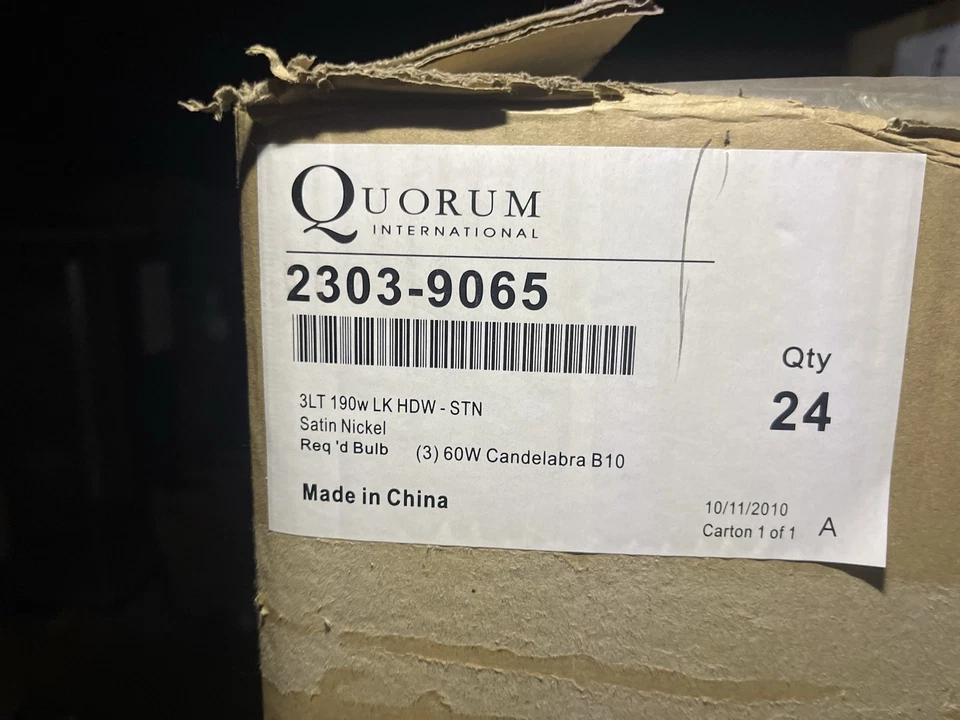 QUORUM
INTERNATIONAL
2303-9065
Qty
24
3LT 190w LK HDW - STN
Satin Nickel
Req 'd Bulb (3) 60W Candelabra B10
Made in China
10/11/2010
Carton 1 of 1 A